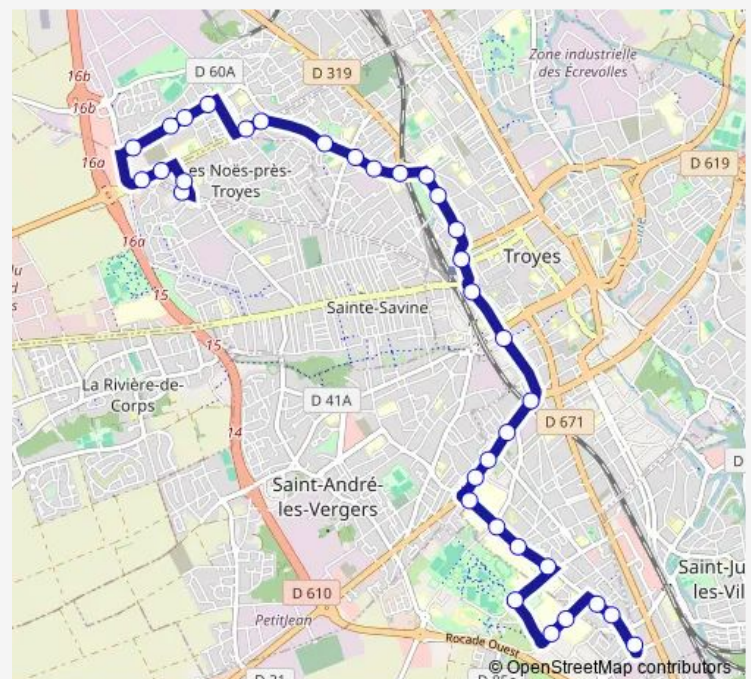 16b
D 60A
D 319
Zone industrielle
des Écrevolles
16b
16a
D 619
es Noës-près-
Troyes
16a
Troyes
15
Sainte-Savine
15
La Rivière-de-
Corps
D 41A
14
D 671
D
Saint-André-
les-Vergers
Saint-Ju
les-Vil
D 610
PetitJean
Rocade Ouest
© OpenStreetMap contributors